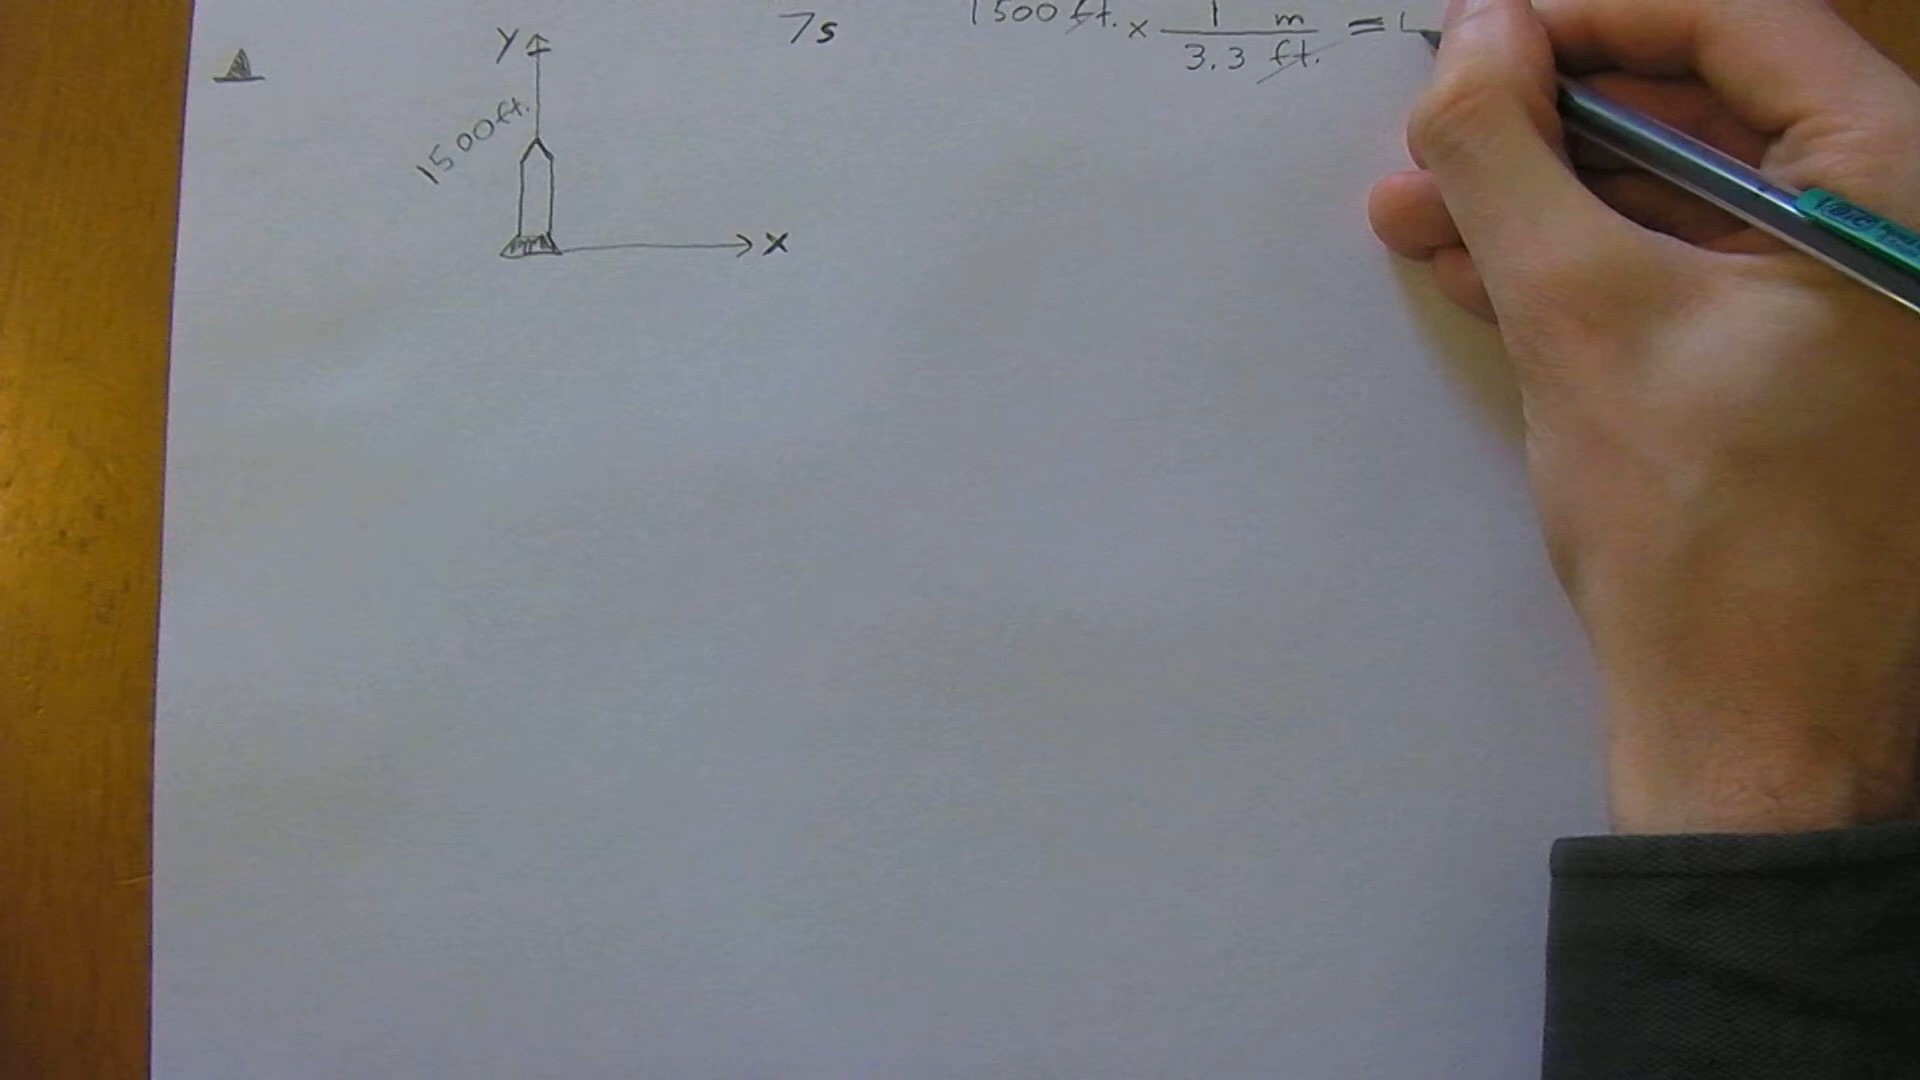 y
7s
1500 ft. x 1 m / 3.3 ft. =
1500ft.
x